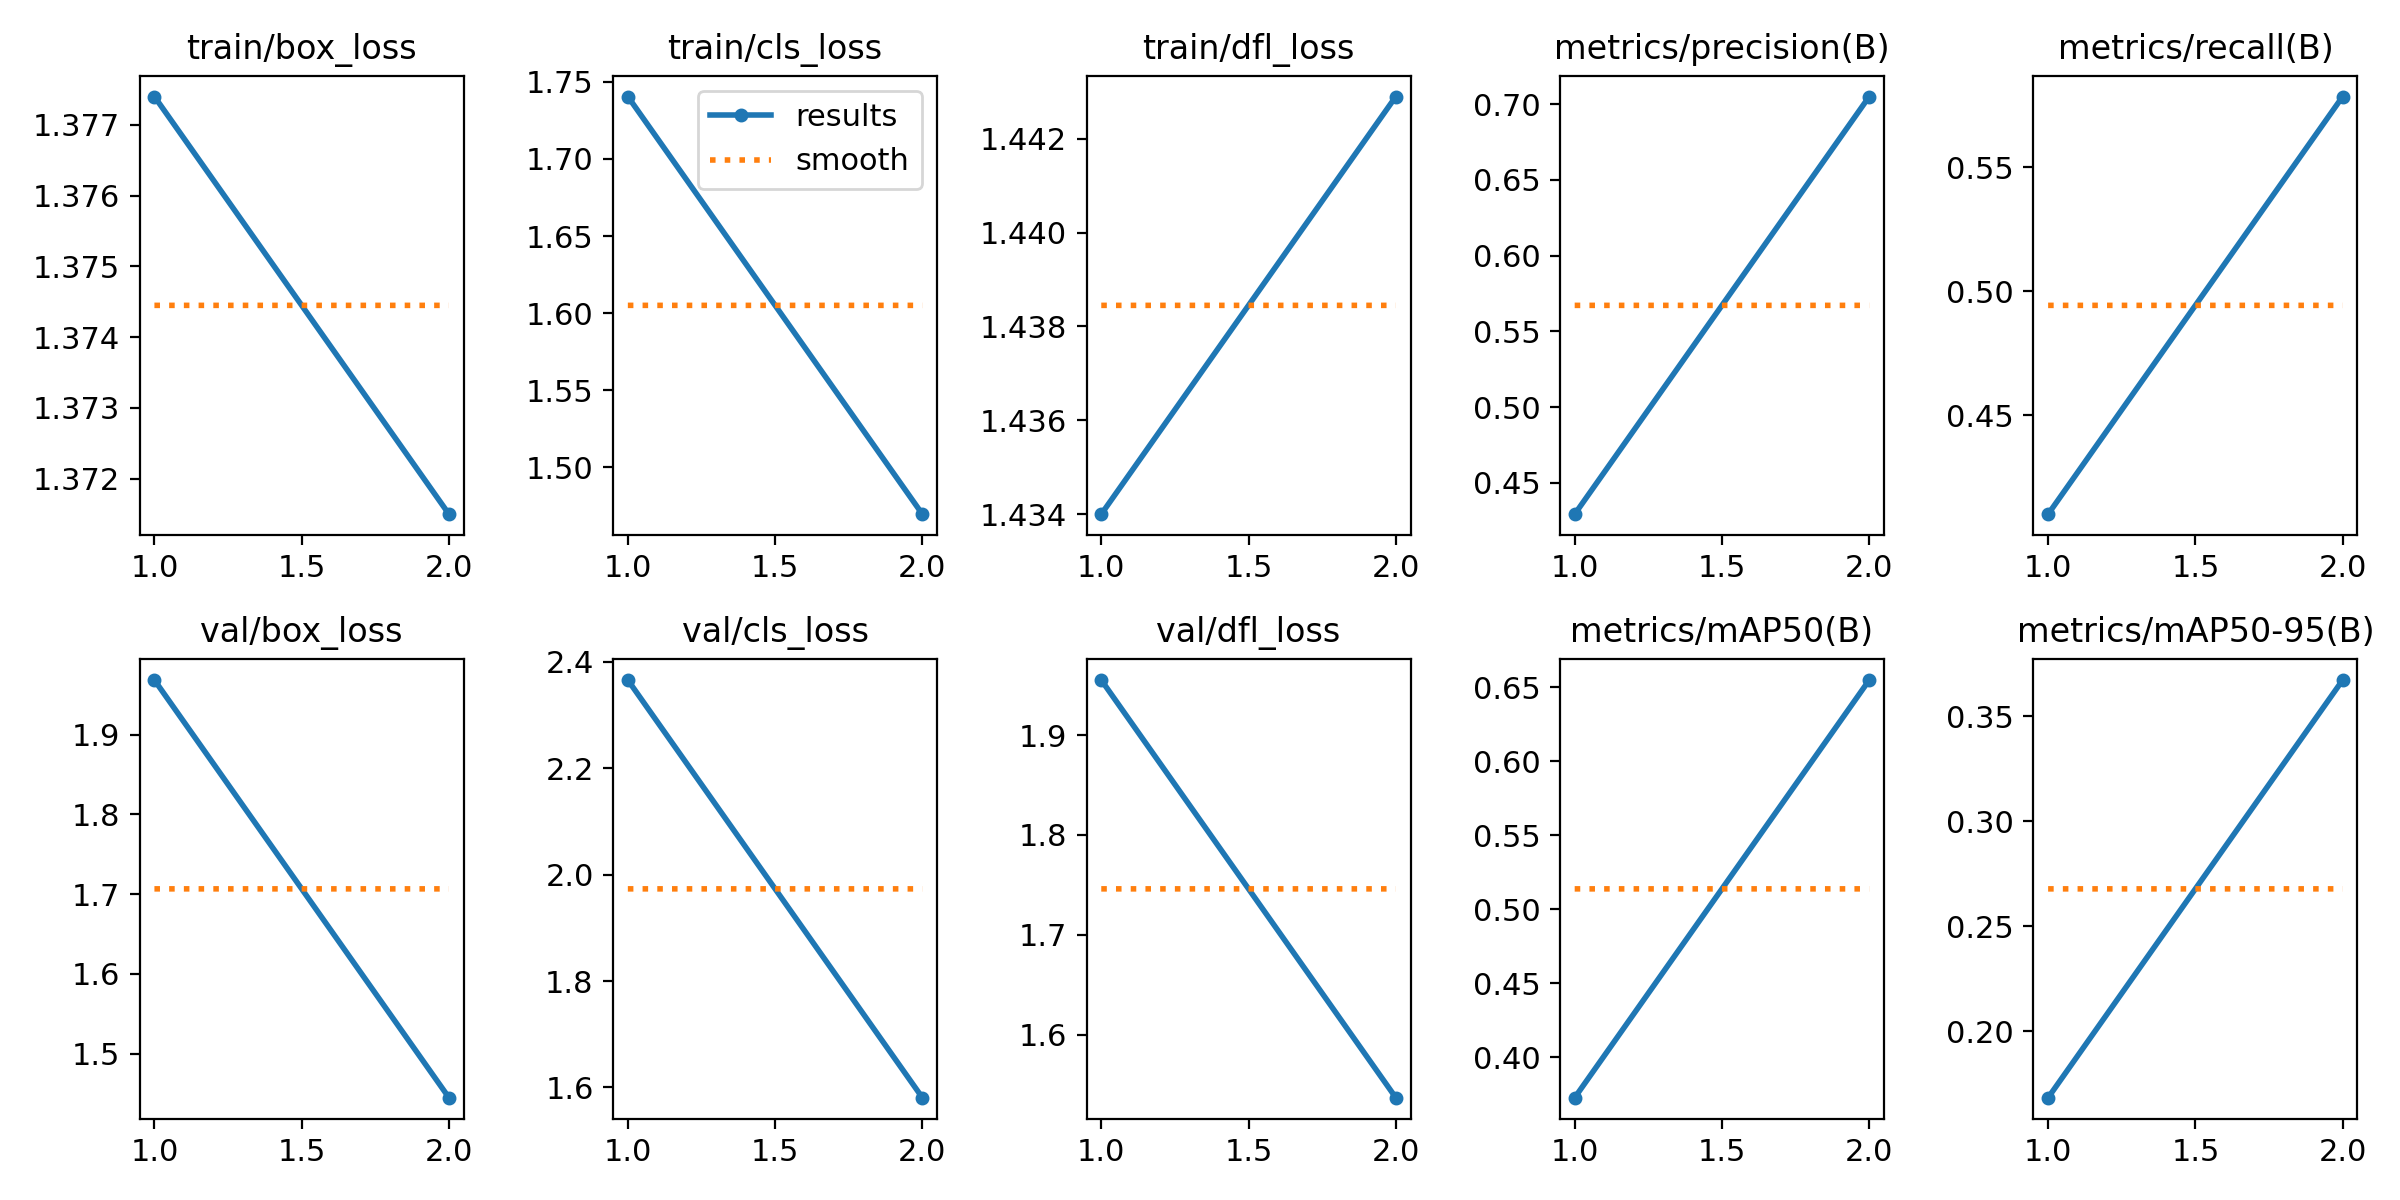 train/box_loss
1.377
1.376
1.375
1.374
1.373
1.372
1.0 1.5 2.0
train/cls_loss
results
smooth
1.75
1.70
1.65
1.60
1.55
1.50
1.0 1.5 2.0
train/dfl_loss
1.442
1.440
1.438
1.436
1.434
1.0 1.5 2.0
metrics/precision(B)
0.70
0.65
0.60
0.55
0.50
0.45
1.0 1.5 2.0
metrics/recall(B)
0.55
0.50
0.45
1.0 1.5 2.0
val/box_loss
1.9
1.8
1.7
1.6
1.5
1.0 1.5 2.0
val/cls_loss
2.4
2.2
2.0
1.8
1.6
1.0 1.5 2.0
val/dfl_loss
1.9
1.8
1.7
1.6
1.0 1.5 2.0
metrics/mAP50(B)
0.65
0.60
0.55
0.50
0.45
0.40
1.0 1.5 2.0
metrics/mAP50-95(B)
0.35
0.30
0.25
0.20
1.0 1.5 2.0